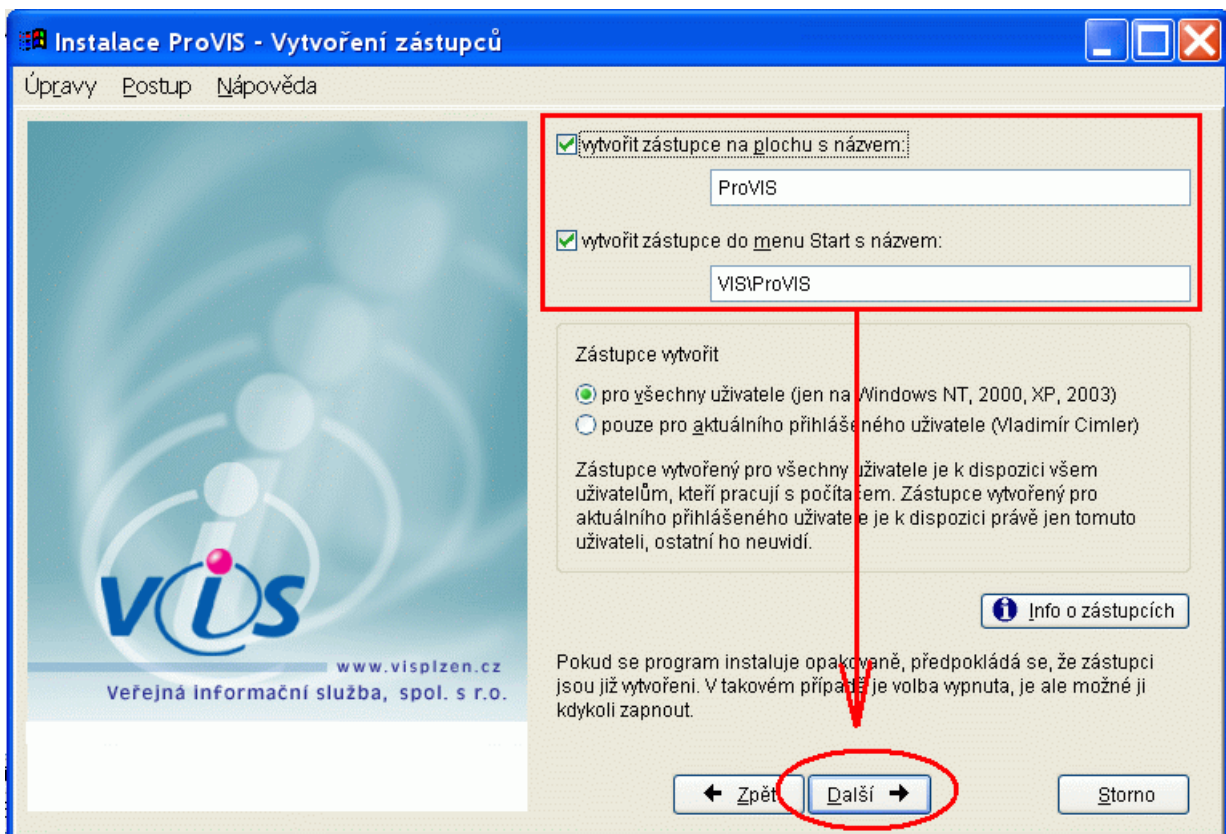 Instalace ProVIS - Vytvoření zástupců
Úpravy Postup Nápověda
vytvořit zástupce na plochu s názvem:
ProVIS
vytvořit zástupce do menu Start s názvem:
VIS\ProVIS
Zástupce vytvořit
pro všechny uživatele (jen na Windows NT, 2000, XP, 2003)
pouze pro aktuálního přihlášeného uživatele (Vladimír Cimler)
Zástupce vytvořený pro všechny uživatele je k dispozici všem
uživatelům, kteří pracují s počítačem. Zástupce vytvořený pro
aktuálního přihlášeného uživatele je k dispozici právě jen tomuto
uživateli, ostatní ho neuvidí.
Info o zástupcích
vis
www.visplzen.cz
Veřejná informační služba, spol. s r.o.
Pokud se program instaluje opakovaně, předpokládá se, že zástupci
jsou již vytvořeni. V takovém případě je volba vypnuta, je ale možné ji
kdykoli zapnout.
Zpět Další Storno